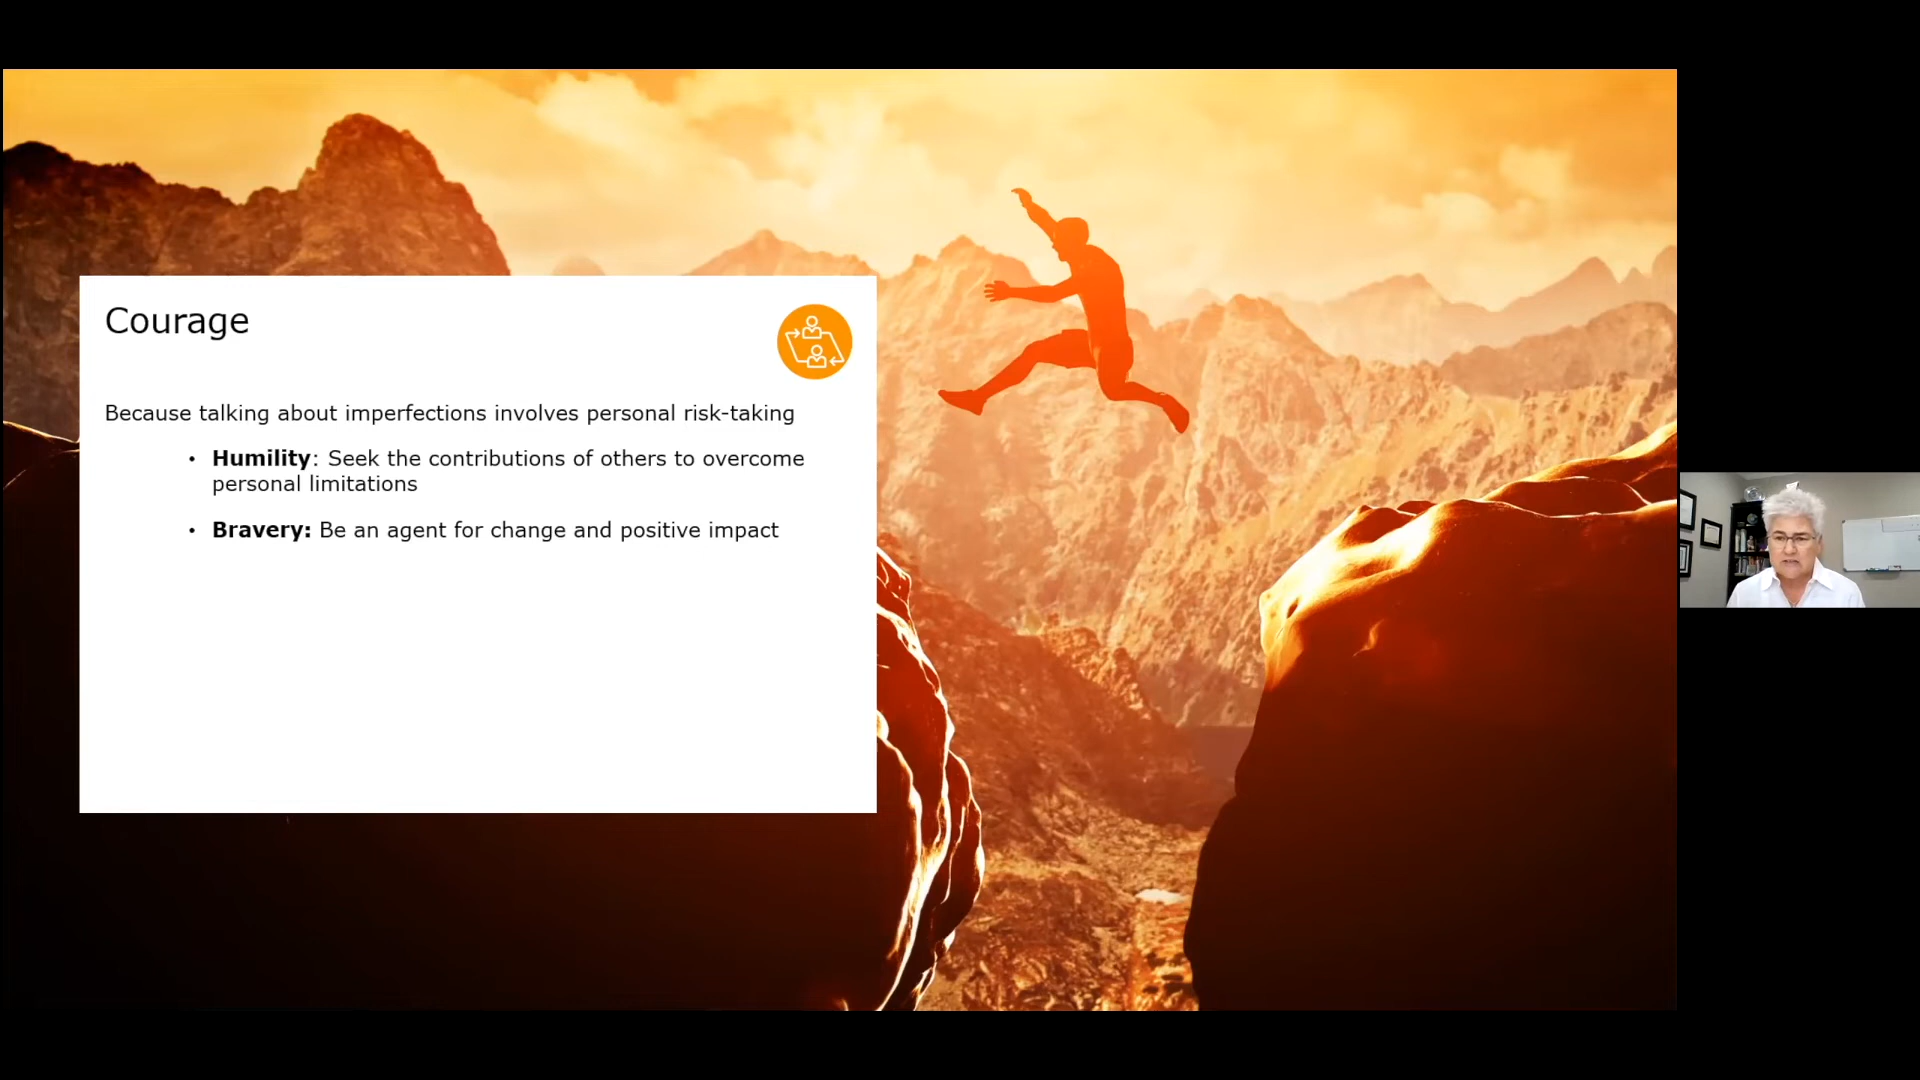 Courage
Because talking about imperfections involves personal risk-taking
• Humility: Seek the contributions of others to overcome
personal limitations
• Bravery: Be an agent for change and positive impact